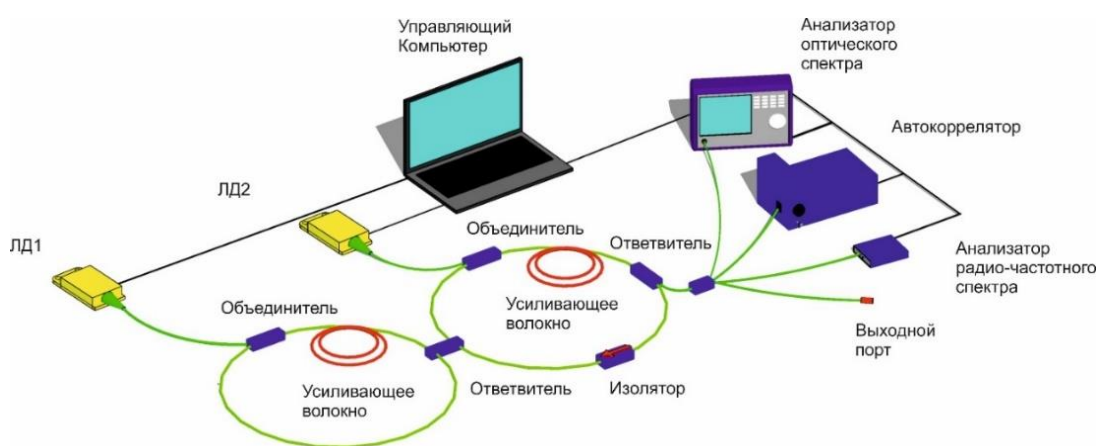 Управляющий
Компьютер
Анализатор
оптического
спектра
Автокоррелятор
ЛД2
ЛД1
Объединитель
Ответвитель
Анализатор
радио-частотного
спектра
Усиливающее
волокно
Объединитель
Выходной
порт
Усиливающее
волокно
Ответвитель
Изолятор